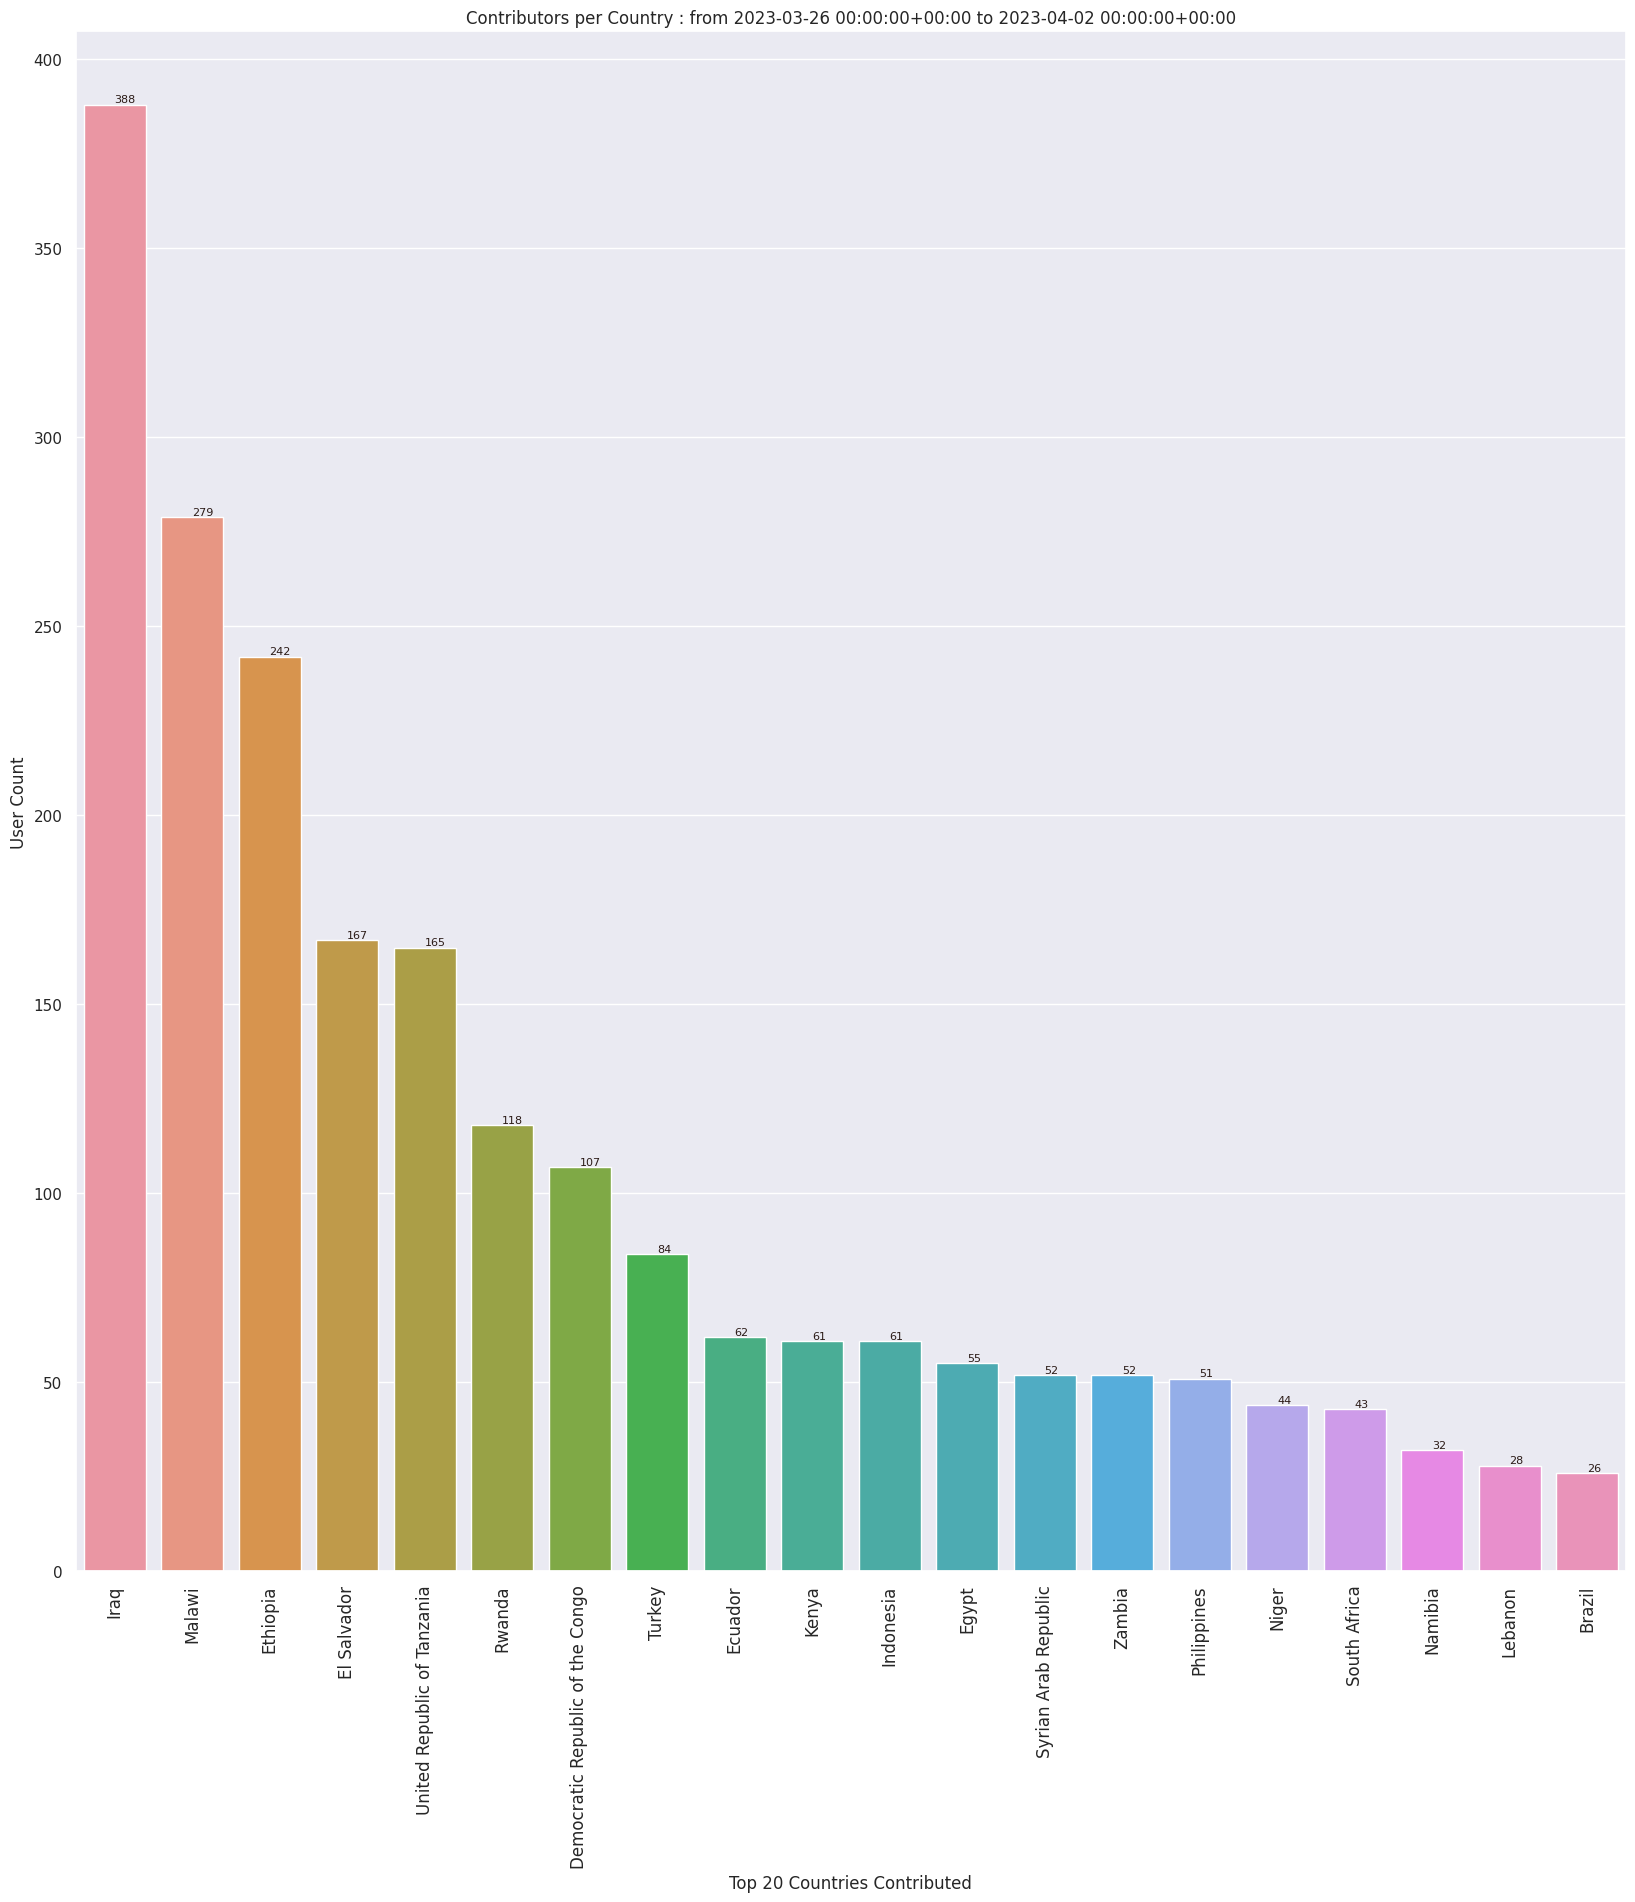 Contributors per Country : from 2023-03-26 00:00:00+00:00 to 2023-04-02 00:00:00+00:00
400
350
300
250
200
150
100
50
0
User Count
388
279
242
167
165
118
107
84
62
61
61
55
52
52
51
44
43
32
28
26
Iraq
Malawi
Ethiopia
El Salvador
United Republic of Tanzania
Rwanda
Democratic Republic of the Congo
Turkey
Ecuador
Kenya
Indonesia
Egypt
Syrian Arab Republic
Zambia
Philippines
Niger
South Africa
Namibia
Lebanon
Brazil
Top 20 Countries Contributed